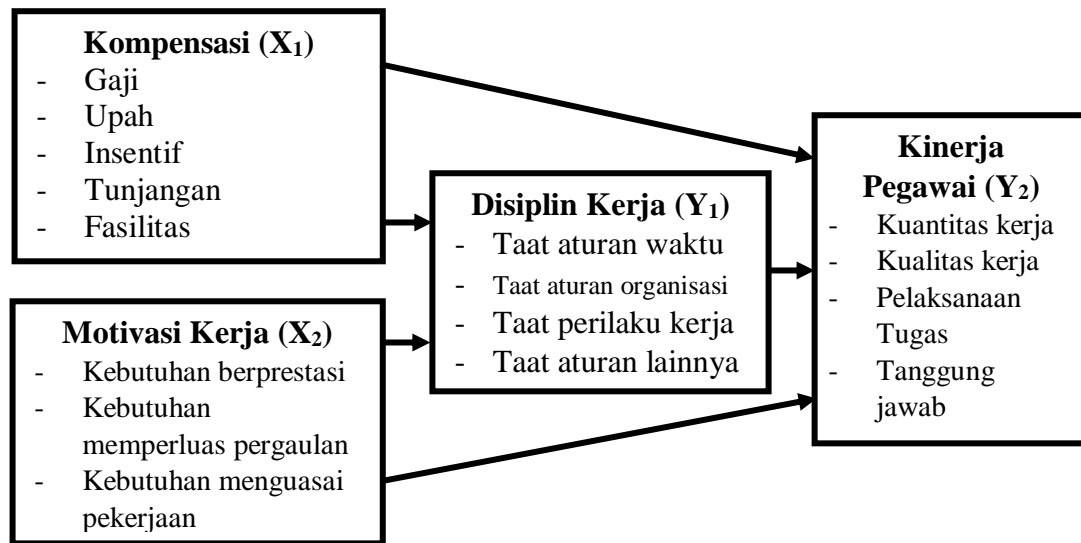 Kompensasi (X₁)
- Gaji
- Upah
- Insentif
- Tunjangan
- Fasilitas
Motivasi Kerja (X₂)
- Kebutuhan berprestasi
- Kebutuhan
memperluas pergaulan
- Kebutuhan menguasai
pekerjaan
Disiplin Kerja (Y₁)
- Taat aturan waktu
- Taat aturan organisasi
- Taat perilaku kerja
- Taat aturan lainnya
Kinerja
Pegawai (Y₂)
- Kuantitas kerja
- Kualitas kerja
- Pelaksanaan
Tugas
- Tanggung
jawab